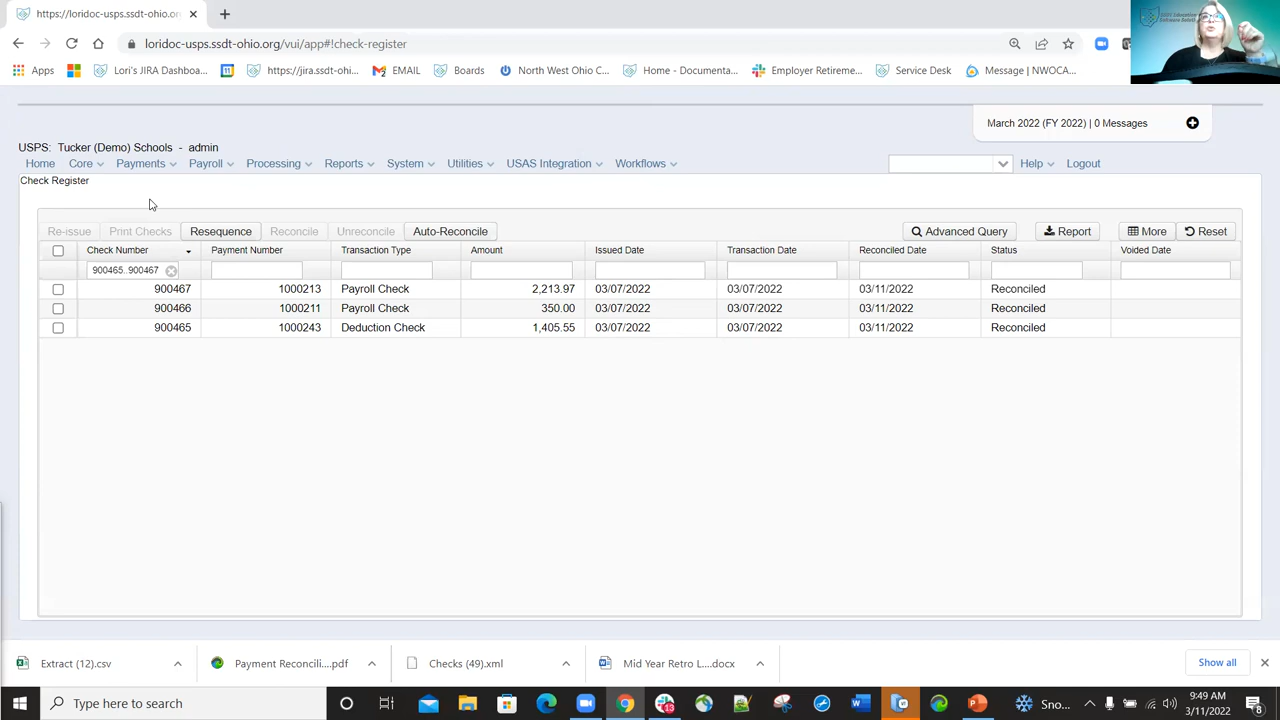 https://loridoc-usps.ssdt-ohio.o
loridoc-usps.ssdt-ohio.org/vui/app#!check-register
Apps Lori's JIRA Dashboa... https://jira.ssdt-ohi... EMAIL Boards North West Ohio C... Home - Documenta... Employer Retireme... Service Desk Message | NWOCA...
March 2022 (FY 2022) | 0 Messages
USPS: Tucker (Demo) Schools - admin
Home Core Payments Payroll Processing Reports System Utilities USAS Integration Workflows Help Logout
Check Register
Re-issue Print Checks Resequence Reconcile Unreconcile Auto-Reconcile Advanced Query Report More Reset
Check Number Payment Number Transaction Type Amount Issued Date Transaction Date Reconciled Date Status Voided Date
900465..900467
900467 1000213 Payroll Check 2,213.97 03/07/2022 03/07/2022 03/11/2022 Reconciled
900466 1000211 Payroll Check 350.00 03/07/2022 03/07/2022 03/11/2022 Reconciled
900465 1000243 Deduction Check 1,405.55 03/07/2022 03/07/2022 03/11/2022 Reconciled
Extract (12).csv Payment Reconcili....pdf Checks (49).xml Mid Year Retro L....docx Show all
Type here to search Sno... 9:49 AM
3/11/2022 8